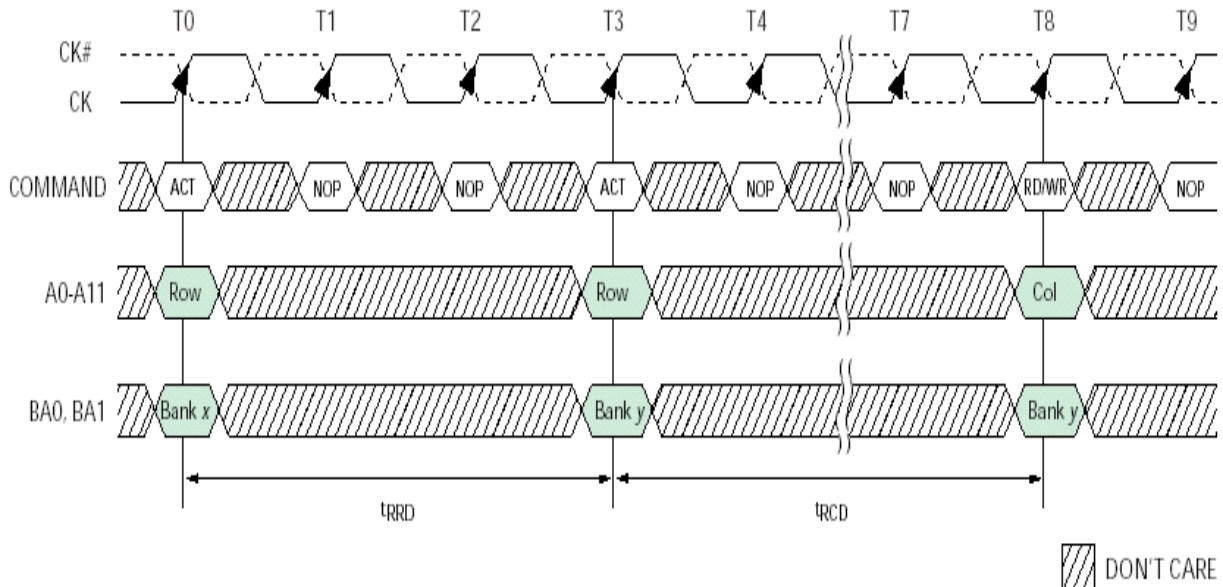 T0 T1 T2 T3 T4 T7 T8 T9
CK#
CK
COMMAND ACT NOP NOP ACT NOP NOP RD/WR NOP
A0-A11 Row Row Col
BA0, BA1 Bank x Bank y Bank y
tRRD tRCD
DON'T CARE